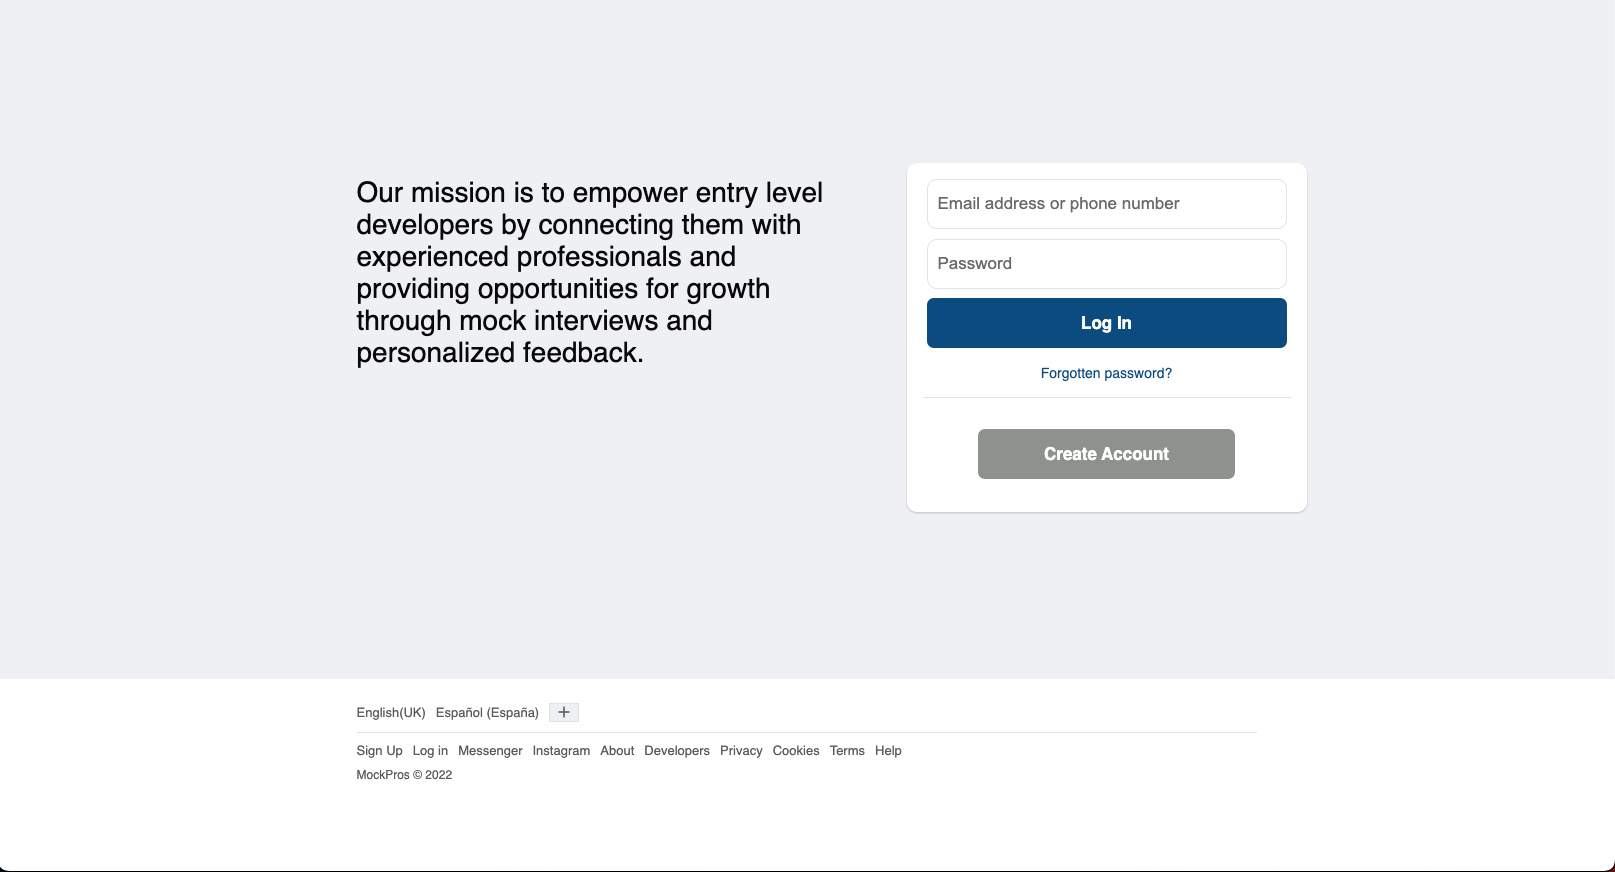 Our mission is to empower entry level
developers by connecting them with
experienced professionals and
providing opportunities for growth
through mock interviews and
personalized feedback.
Email address or phone number
Password
Log In
Forgotten password?
Create Account
English(UK) Español (España) +
Sign Up Log in Messenger Instagram About Developers Privacy Cookies Terms Help
MockPros © 2022